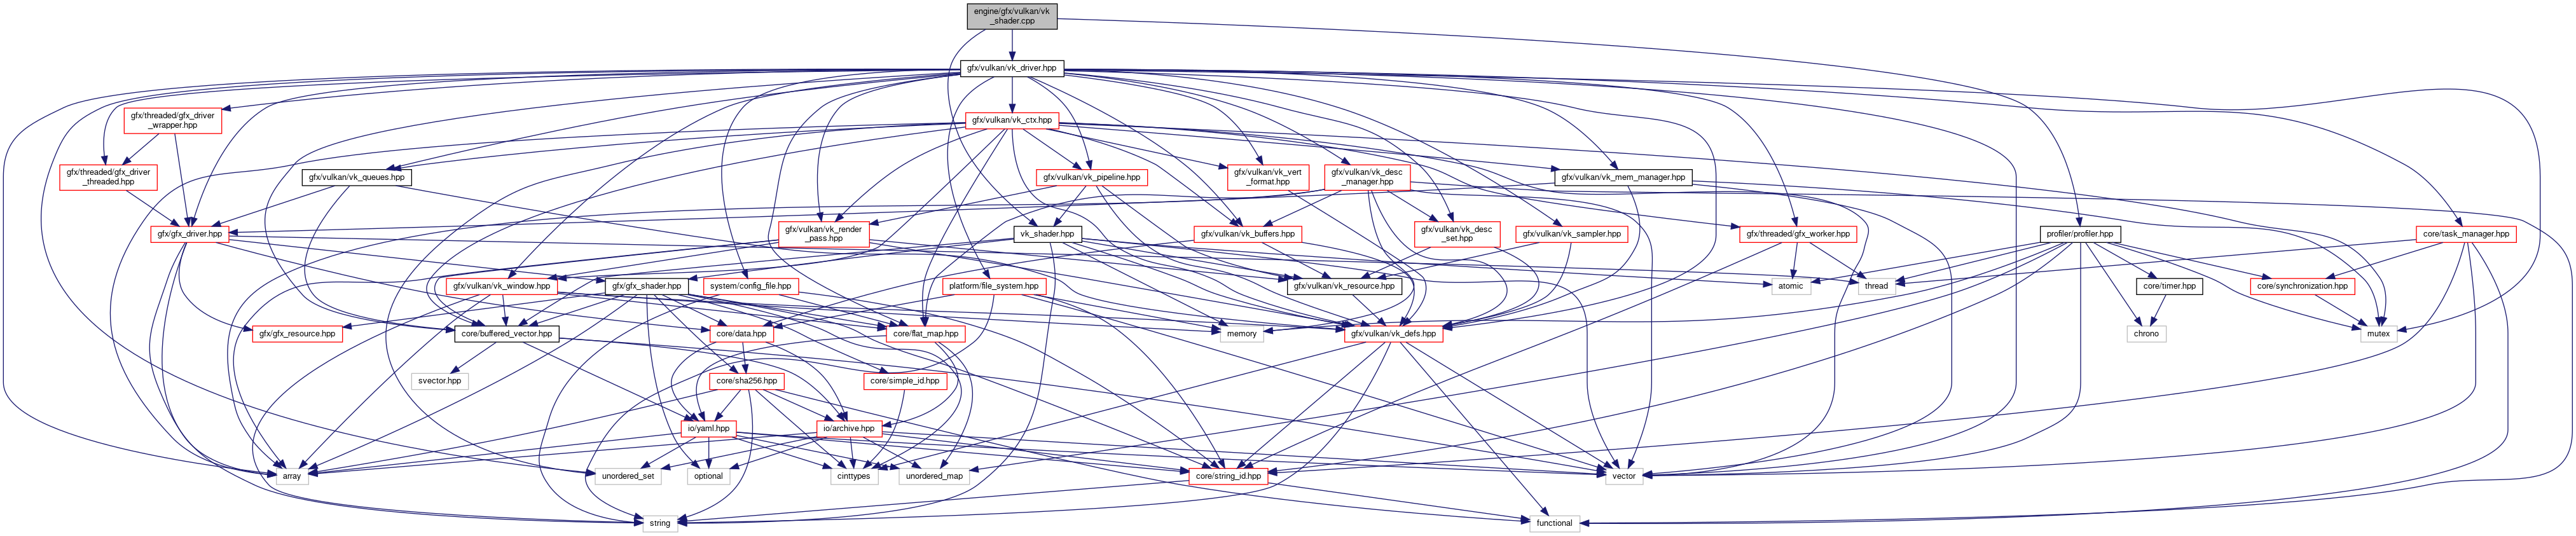 engine/gfx/vulkan/vk
_shader.cpp
gfx/vulkan/vk_driver.hpp
gfx/threaded/gfx_driver
_wrapper.hpp
gfx/vulkan/vk_ctx.hpp
gfx/threaded/gfx_driver
_threaded.hpp
gfx/vulkan/vk_queues.hpp
gfx/vulkan/vk_pipeline.hpp
gfx/vulkan/vk_vert
_format.hpp
gfx/vulkan/vk_desc
_manager.hpp
gfx/vulkan/vk_mem_manager.hpp
gfx/gfx_driver.hpp
gfx/vulkan/vk_render
_pass.hpp
vk_shader.hpp
gfx/vulkan/vk_buffers.hpp
gfx/vulkan/vk_desc
_set.hpp
gfx/vulkan/vk_sampler.hpp
gfx/threaded/gfx_worker.hpp
profiler/profiler.hpp
core/task_manager.hpp
gfx/vulkan/vk_window.hpp
gfx/gfx_shader.hpp
system/config_file.hpp
platform/file_system.hpp
gfx/vulkan/vk_resource.hpp
atomic
thread
core/timer.hpp
core/synchronization.hpp
gfx/gfx_resource.hpp
core/buffered_vector.hpp
core/data.hpp
core/flat_map.hpp
memory
gfx/vulkan/vk_defs.hpp
chrono
mutex
svector.hpp
core/sha256.hpp
core/simple_id.hpp
io/yaml.hpp
io/archive.hpp
array
unordered_set
optional
cinttypes
unordered_map
core/string_id.hpp
vector
string
functional